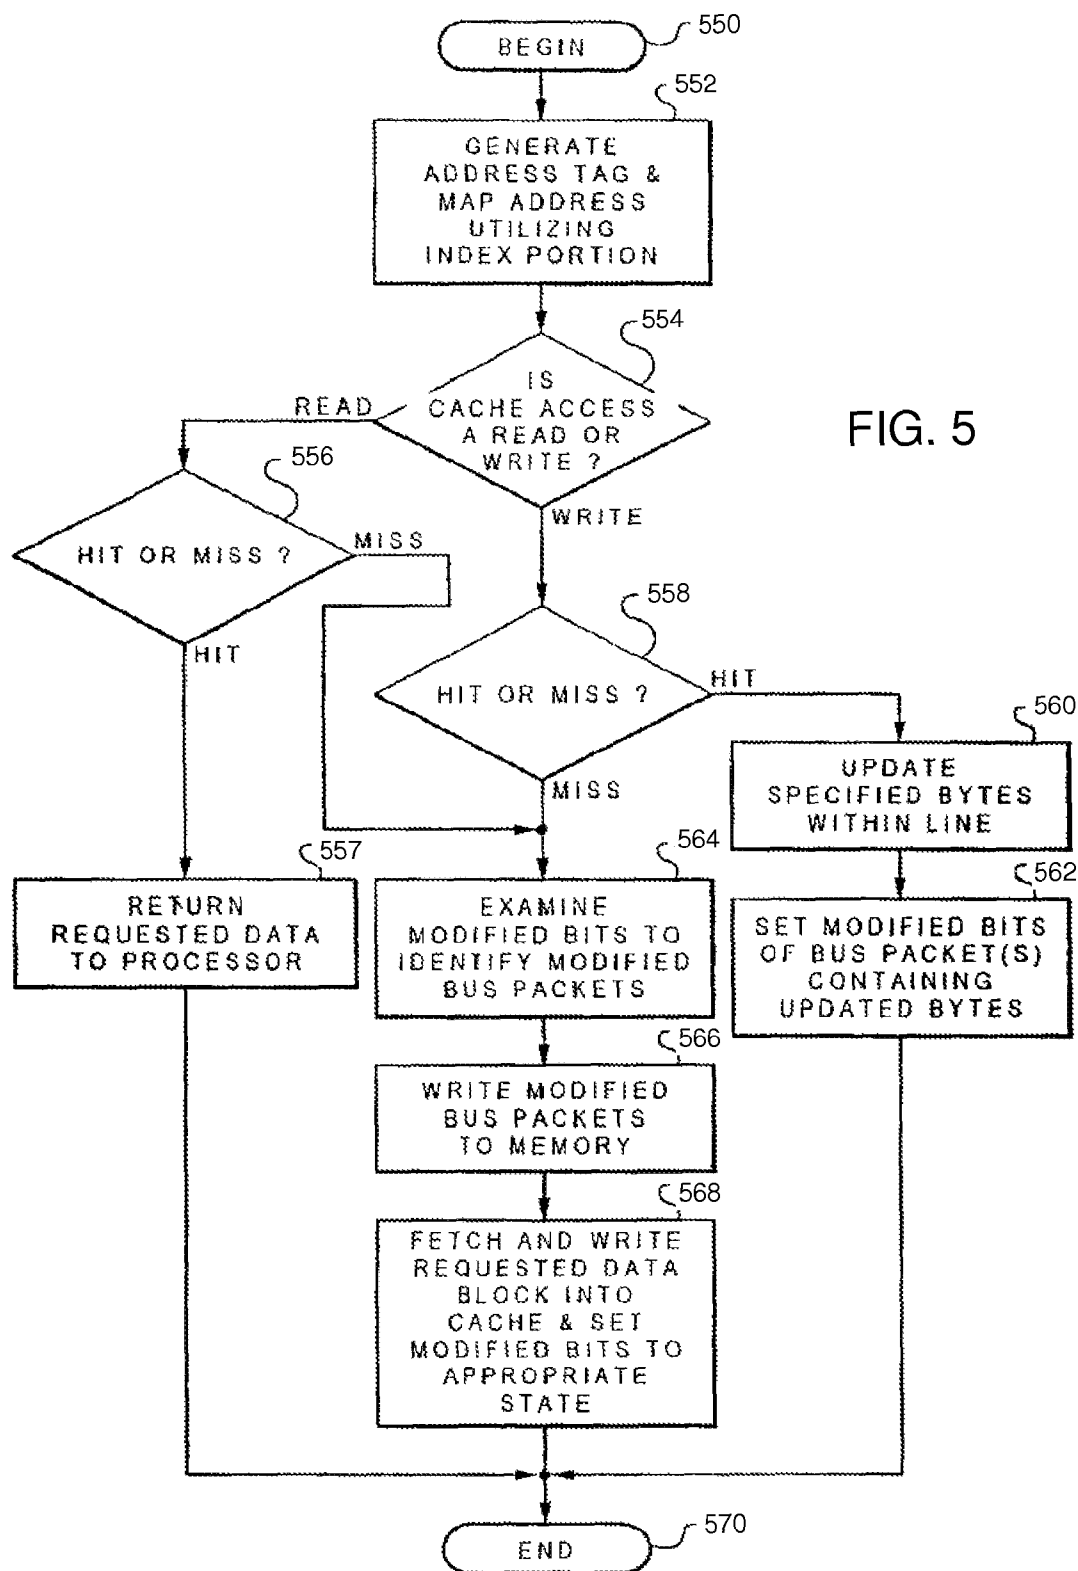 550
BEGIN
552
GENERATE
ADDRESS TAG &
MAP ADDRESS
UTILIZING
INDEX PORTION
554
IS
CACHE ACCESS
A READ OR
WRITE ?
READ
WRITE
FIG. 5
556
HIT OR MISS ?
MISS
HIT
558
HIT OR MISS ?
HIT
MISS
560
UPDATE
SPECIFIED BYTES
WITHIN LINE
557
RETURN
REQUESTED DATA
TO PROCESSOR
564
EXAMINE
MODIFIED BITS TO
IDENTIFY MODIFIED
BUS PACKETS
562
SET MODIFIED BITS
OF BUS PACKET(S)
CONTAINING
UPDATED BYTES
566
WRITE MODIFIED
BUS PACKETS
TO MEMORY
568
FETCH AND WRITE
REQUESTED DATA
BLOCK INTO
CACHE & SET
MODIFIED BITS TO
APPROPRIATE
STATE
570
END